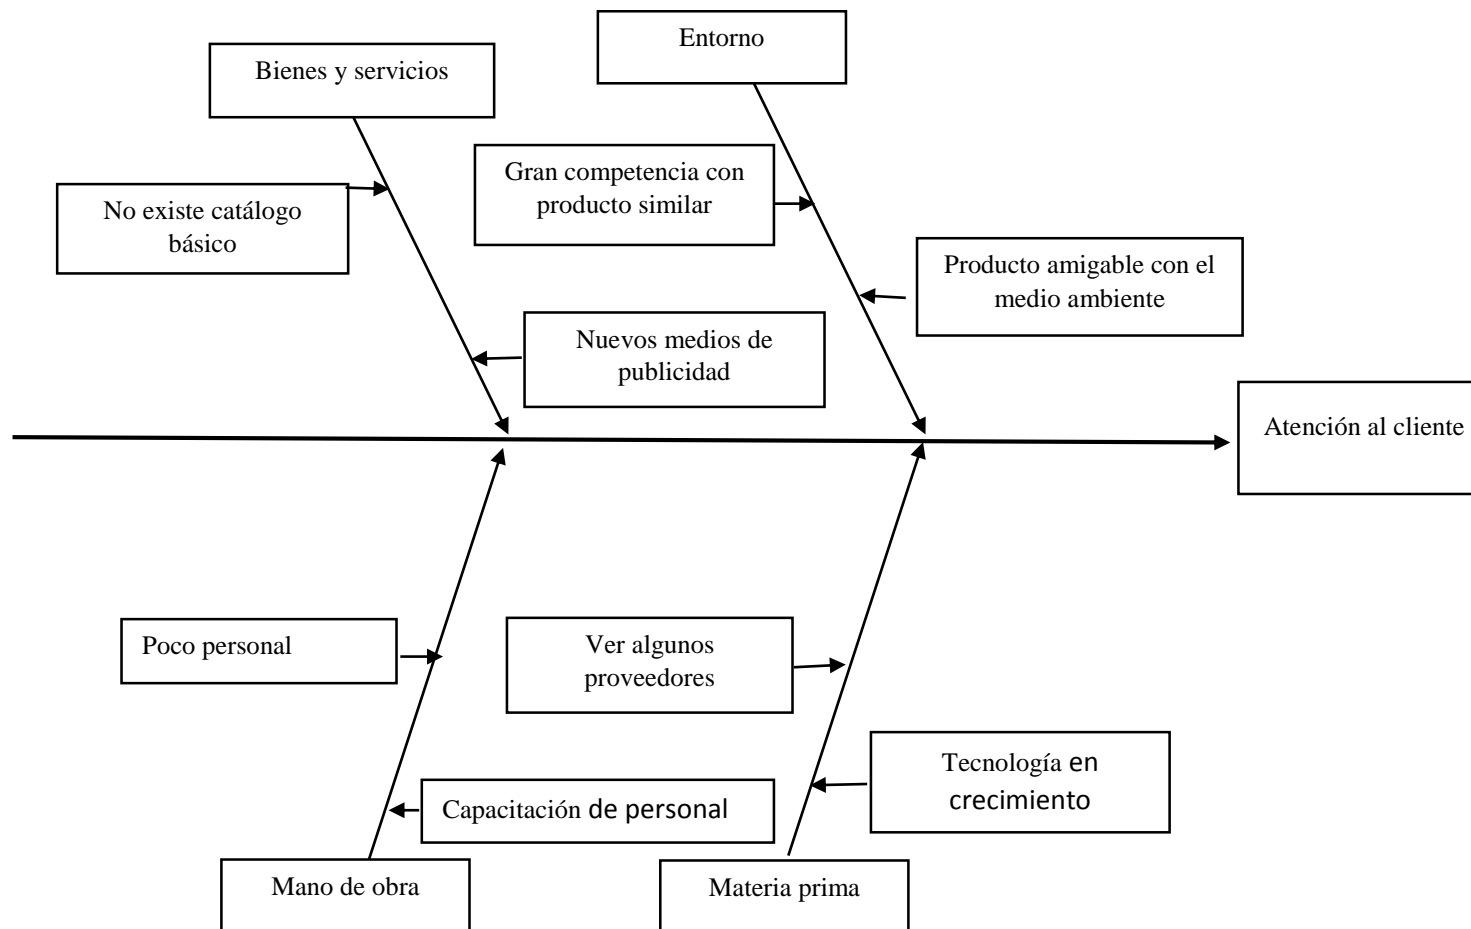 Entorno
Bienes y servicios
Gran competencia con
producto similar
No existe catálogo
básico
Producto amigable con el
medio ambiente
Nuevos medios de
publicidad
Atención al cliente
Poco personal
Ver algunos
proveedores
Tecnología en
crecimiento
Capacitación de personal
Mano de obra
Materia prima